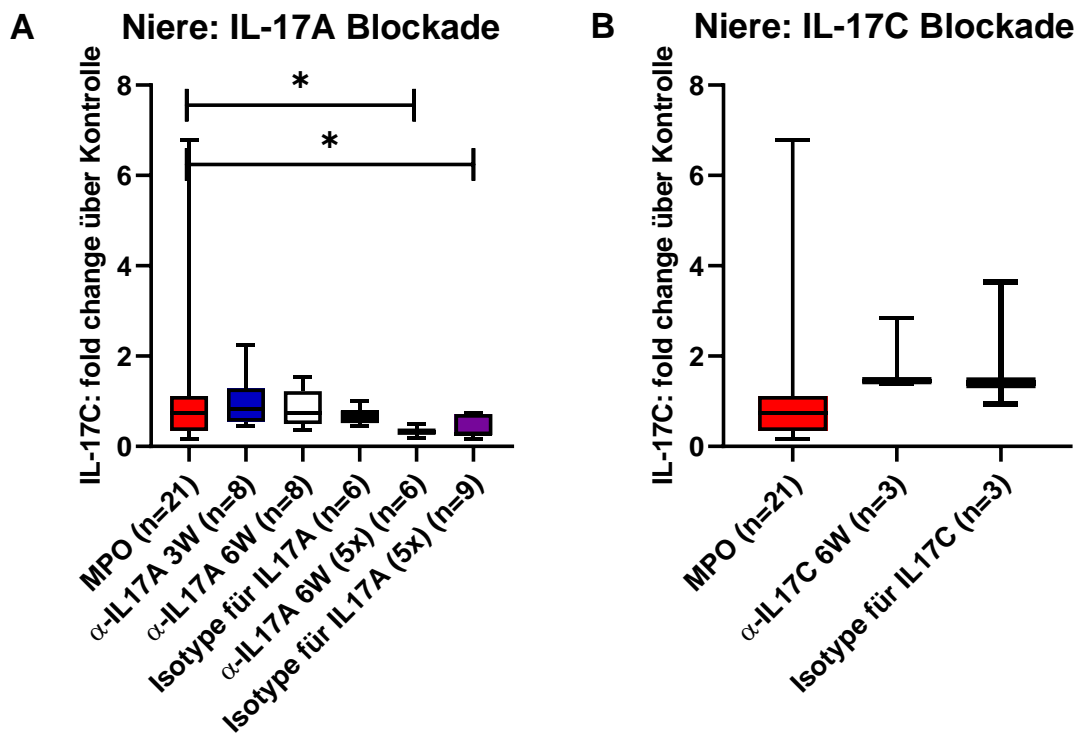 A
Niere: IL-17A Blockade
IL-17C: fold change über Kontrolle
8
6
4
2
0
*
*
MPO (n=21)
α-IL17A 3W (n=8)
α-IL17A 6W (n=8)
Isotype für IL17A (n=6)
α-IL17A 6W (5x) (n=6)
Isotype für IL17A (5x) (n=9)
B
Niere: IL-17C Blockade
IL-17C: fold change über Kontrolle
8
6
4
2
0
MPO (n=21)
α-IL17C 6W (n=3)
Isotype für IL17C (n=3)